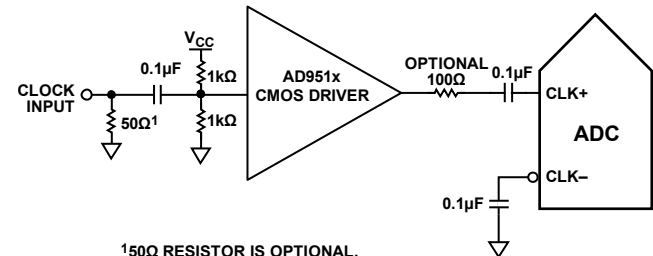 V_CC
0.1µF
1kΩ
CLOCK
INPUT
50Ω¹
1kΩ
AD951x
CMOS DRIVER
OPTIONAL
100Ω
0.1µF
CLK+
ADC
CLK–
0.1µF
¹50Ω RESISTOR IS OPTIONAL.